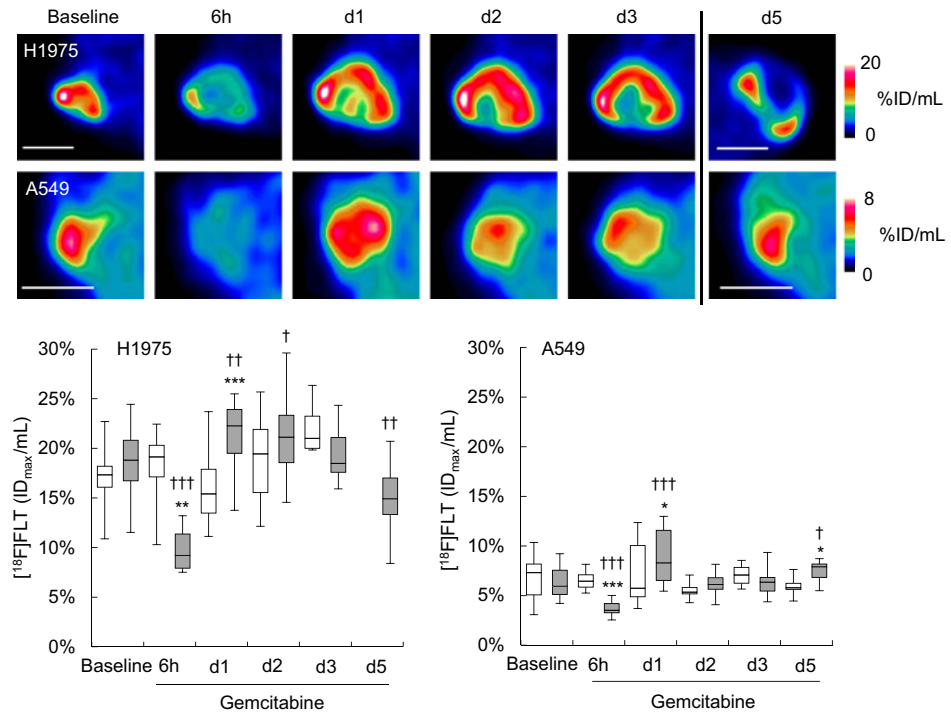 Baseline 6h d1 d2 d3 d5
H1975
20
%ID/mL
0
A549
8
%ID/mL
0
H1975
30%
25%
20%
15%
10%
5%
0%
[¹⁸F]FLT (IDmax/mL)
†††
**
††
***
†
††
Baseline 6h d1 d2 d3 d5
Gemcitabine
A549
30%
25%
20%
15%
10%
5%
0%
[¹⁸F]FLT (IDmax/mL)
†††
***
†††
*
†
*
Baseline 6h d1 d2 d3 d5
Gemcitabine